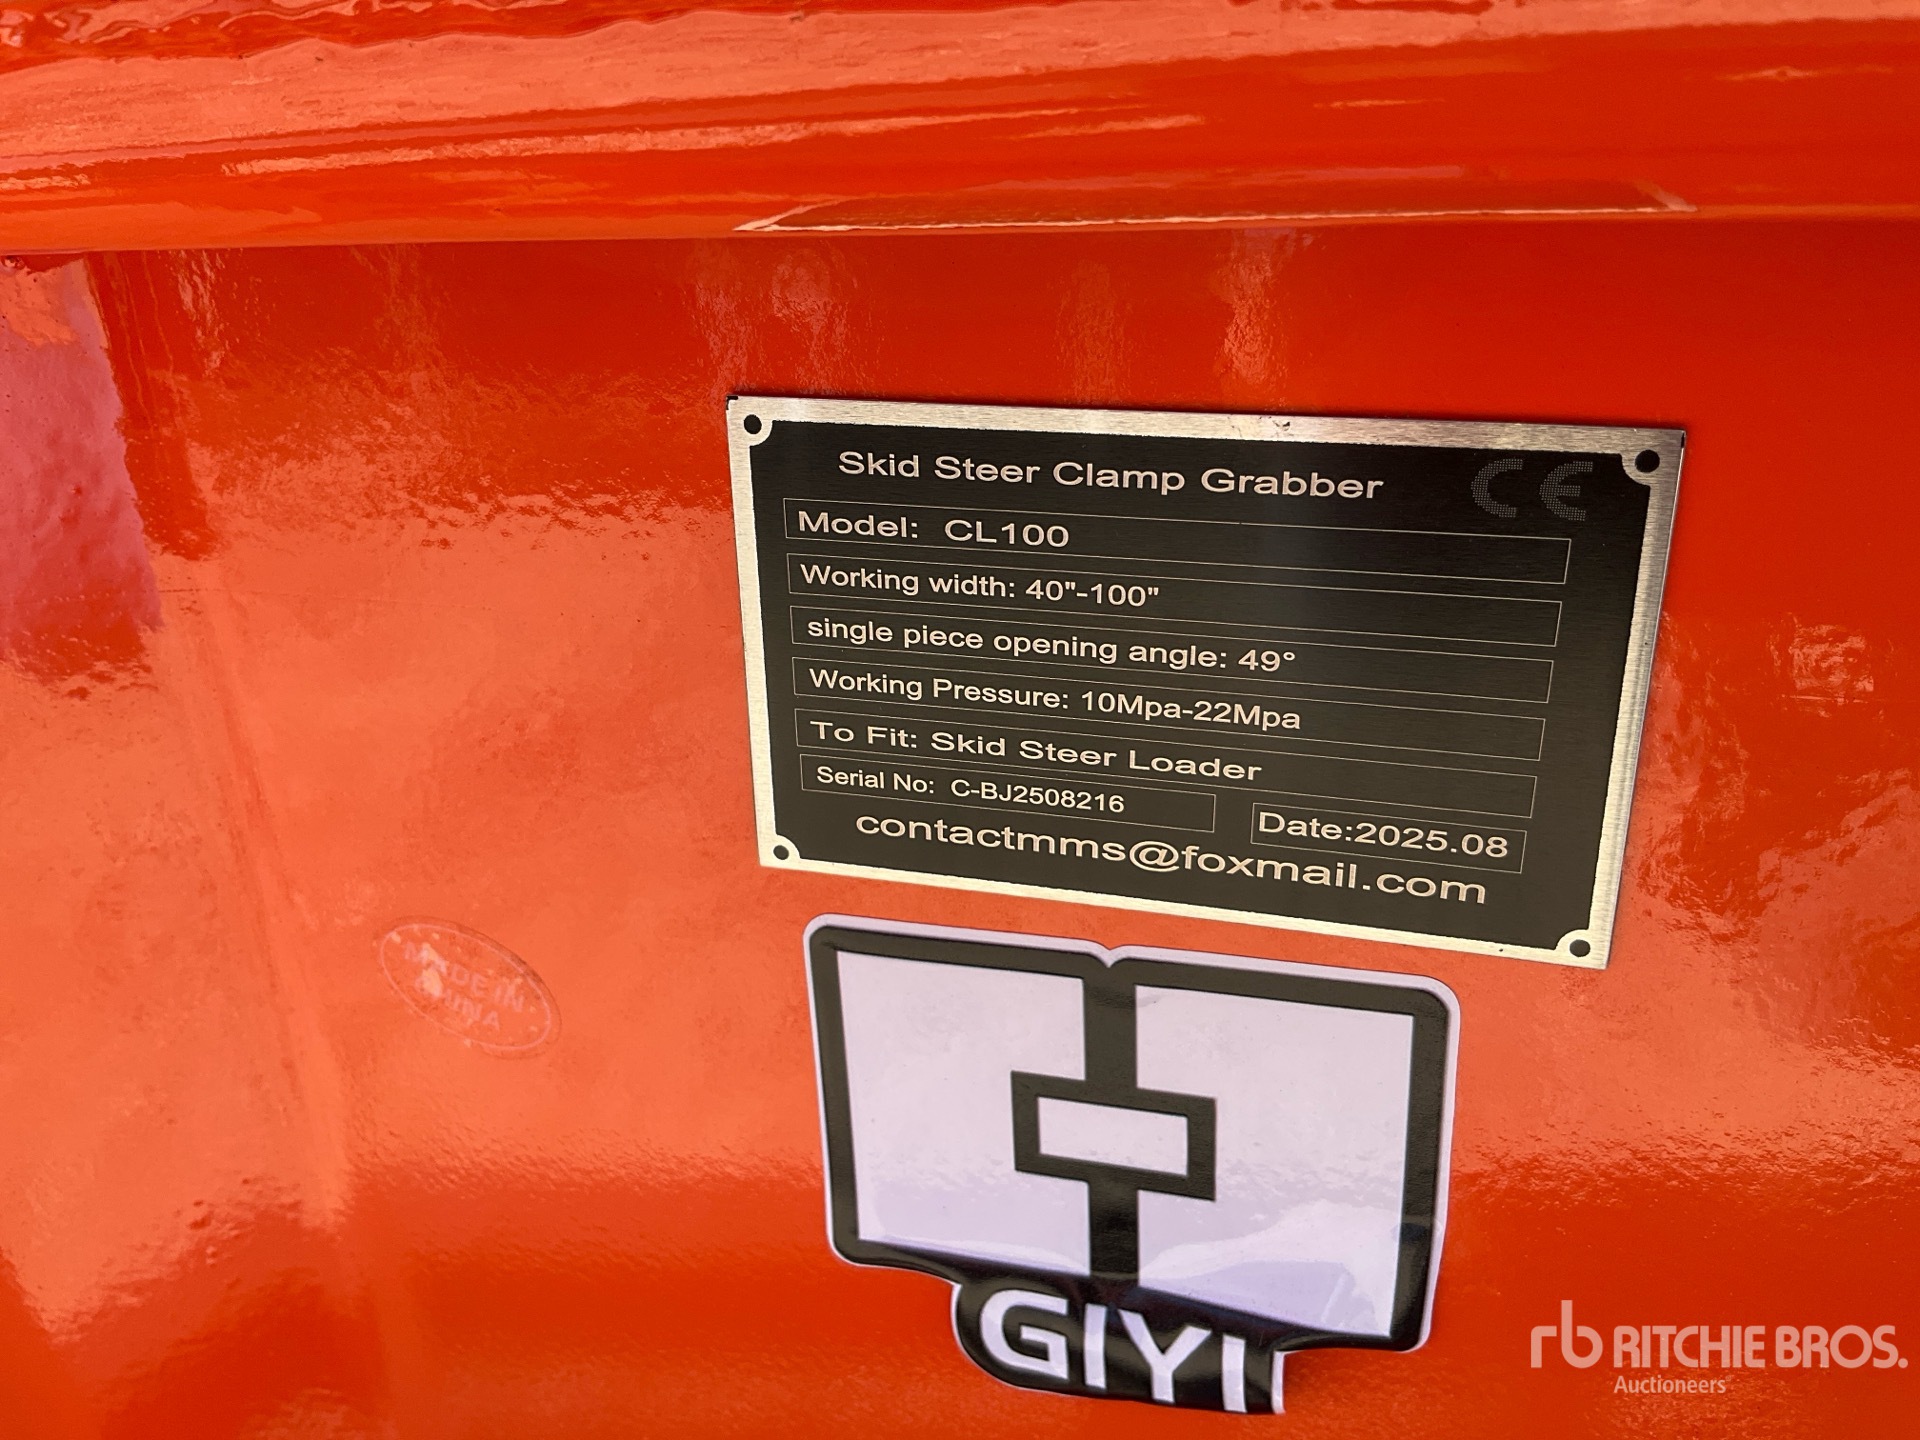 Skid Steer Clamp Grabber CE
Model: CL100
Working width: 40"-100"
single piece opening angle: 49°
Working Pressure: 10Mpa-22Mpa
To Fit: Skid Steer Loader
Serial No: C-BJ2508216
Date:2025.08
contactmms@foxmail.com
MADE IN
CHINA
GIYI
rb RITCHIE BROS.
Auctioneers